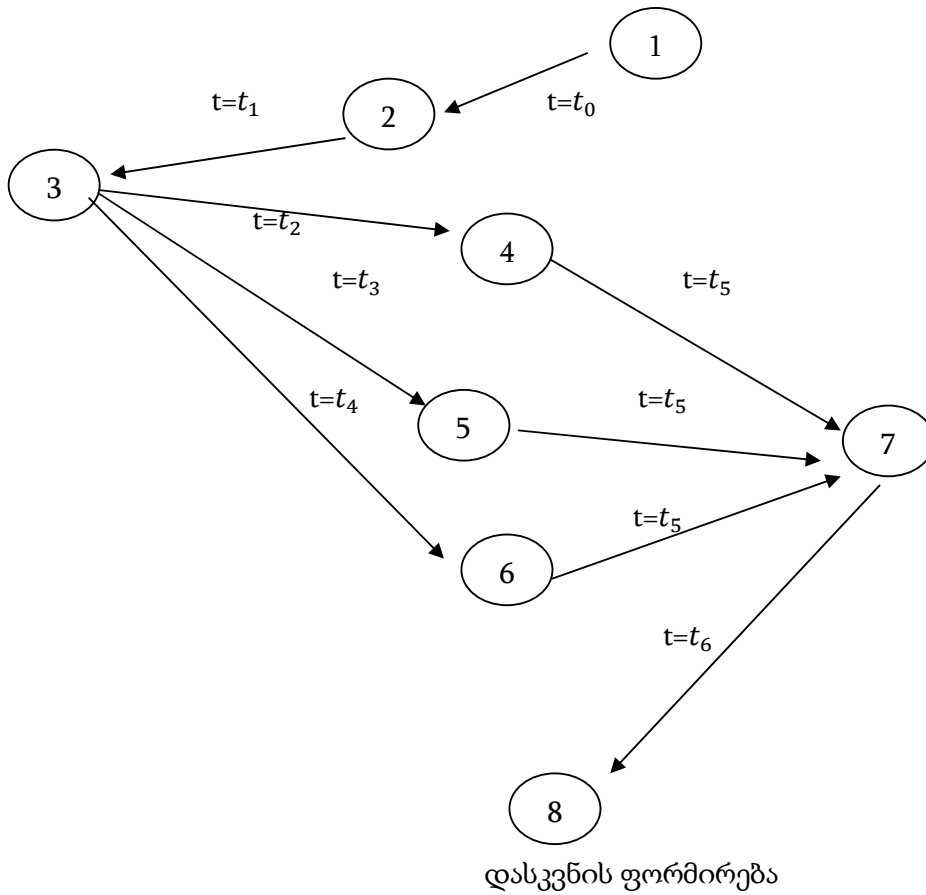 1
t=t₀
2
t=t₁
3
t=t₂
4
t=t₃
t=t₅
t=t₄
t=t₅
5
7
t=t₅
6
t=t₆
8
დასკვნის ფორმირება